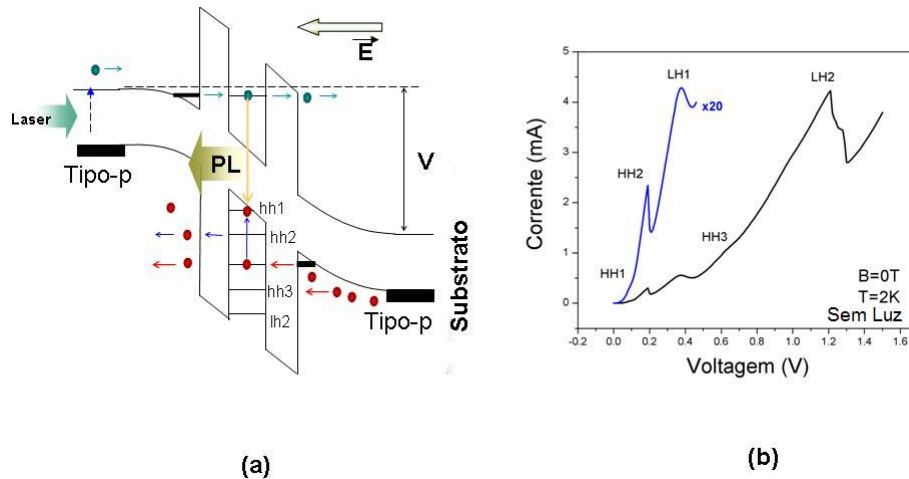 E
Laser
Tipo-p
PL
V
hh1
hh2
hh3
lh2
Tipo-p
Substrato
(a)
Corrente (mA)
5
4
3
2
1
0
-0.2
0.0
0.2
0.4
0.6
0.8
1.0
1.2
1.4
1.6
Voltagem (V)
LH1
x20
LH2
HH2
HH3
HH1
B=0T
T=2K
Sem Luz
(b)